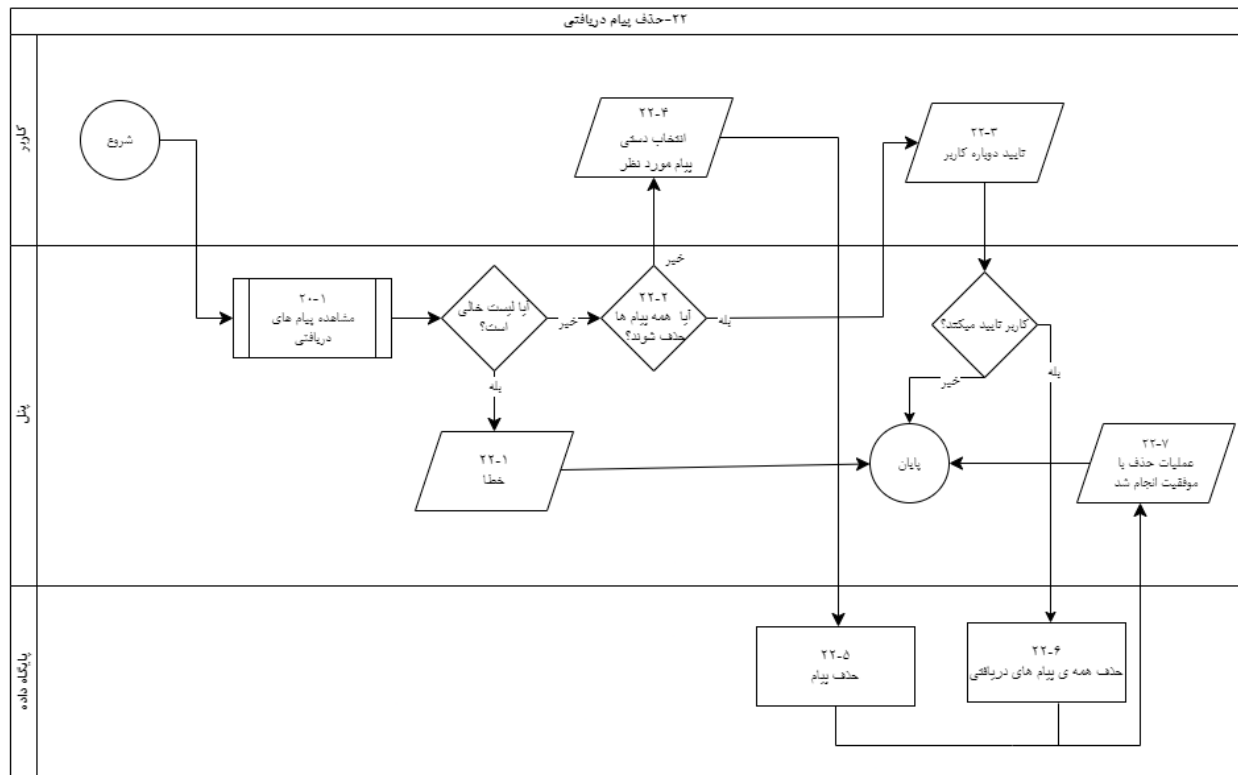 ۲۲-حذف پیام دریافتی
کاربر
شروع
۲۲-۴
انتخاب دستی
پیام مورد نظر
۲۲-۳
تایید دوباره کاربر
پنل
۲۰-۱
مشاهده پیام های
دریافتی
آیا لیست خالی
است؟
خیر
بله
۲۲-۲
آیا همه پیام ها
حذف شوند؟
خیر
بله
کاربر تایید میکند؟
خیر
بله
۲۲-۱
خطا
پایان
۲۲-۷
عملیات حذف با
موفقیت انجام شد
پایگاه داده
۲۲-۵
حذف پیام
۲۲-۶
حذف همه ی پیام های دریافتی